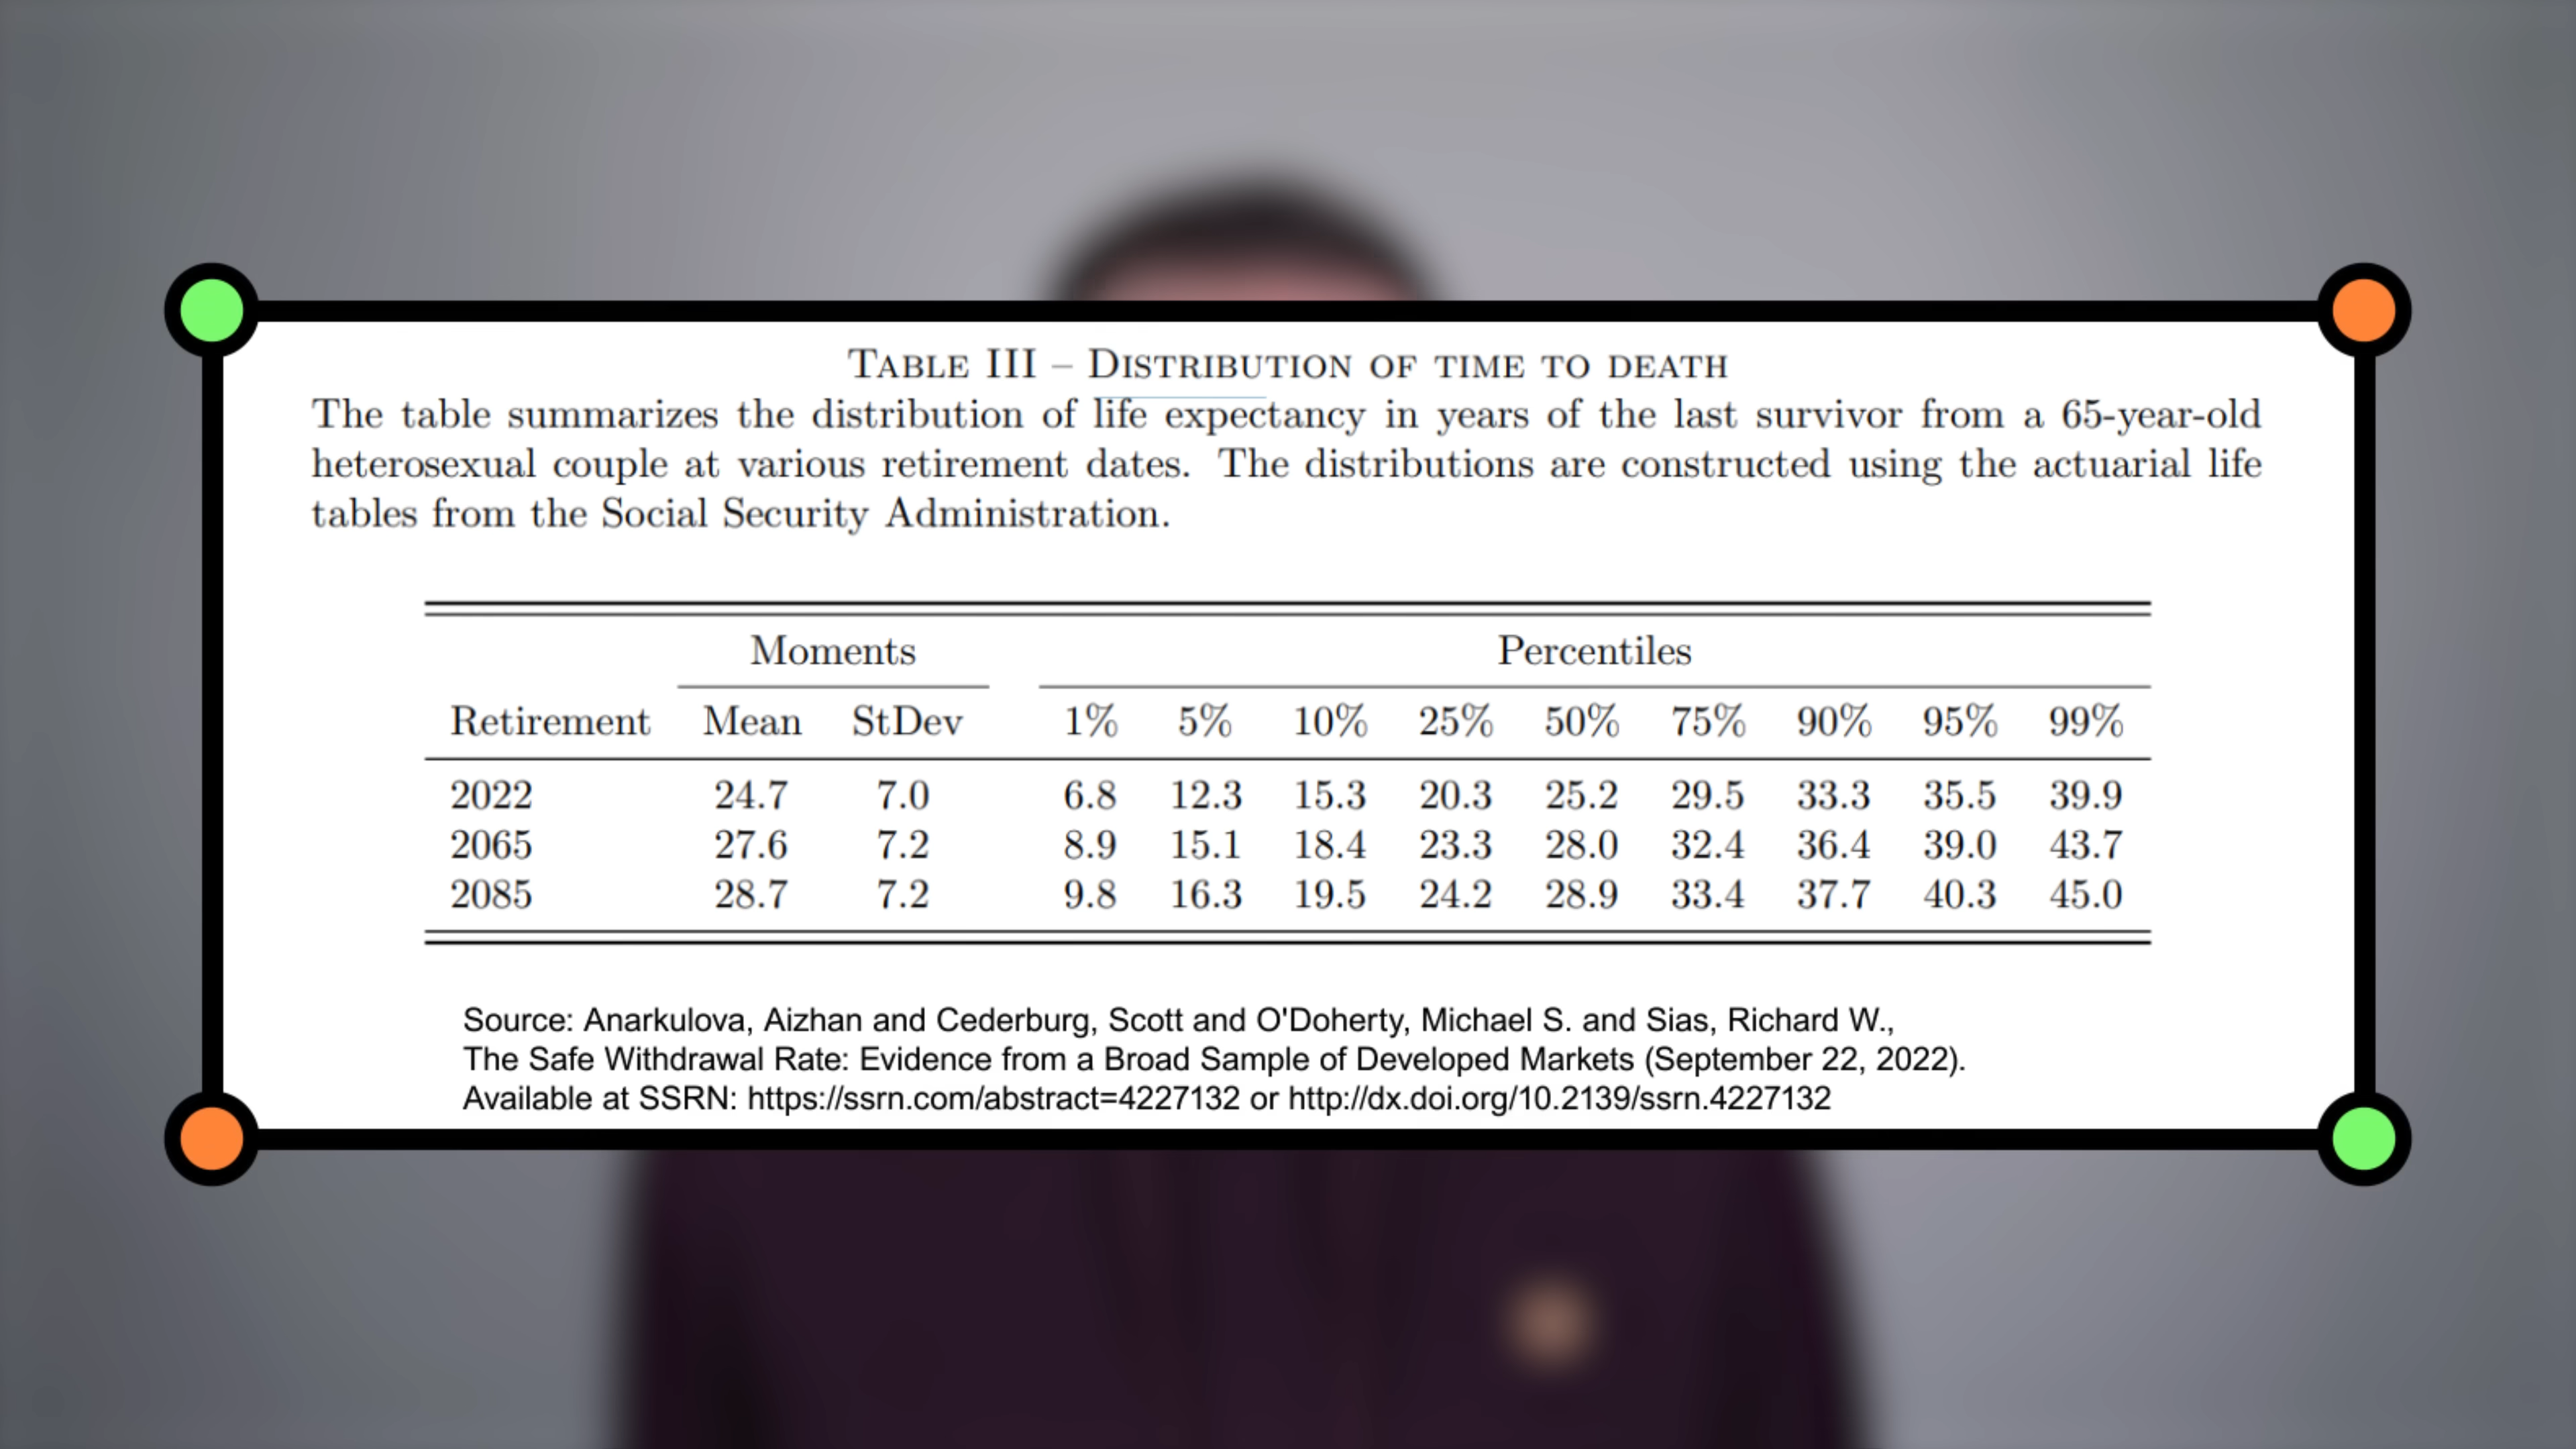 TABLE III – DISTRIBUTION OF TIME TO DEATH
The table summarizes the distribution of life expectancy in years of the last survivor from a 65-year-old
heterosexual couple at various retirement dates. The distributions are constructed using the actuarial life
tables from the Social Security Administration.
Moments Percentiles
Retirement Mean StDev 1% 5% 10% 25% 50% 75% 90% 95% 99%
2022 24.7 7.0 6.8 12.3 15.3 20.3 25.2 29.5 33.3 35.5 39.9
2065 27.6 7.2 8.9 15.1 18.4 23.3 28.0 32.4 36.4 39.0 43.7
2085 28.7 7.2 9.8 16.3 19.5 24.2 28.9 33.4 37.7 40.3 45.0
Source: Anarkulova, Aizhan and Cederburg, Scott and O'Doherty, Michael S. and Sias, Richard W.,
The Safe Withdrawal Rate: Evidence from a Broad Sample of Developed Markets (September 22, 2022).
Available at SSRN: https://ssrn.com/abstract=4227132 or http://dx.doi.org/10.2139/ssrn.4227132